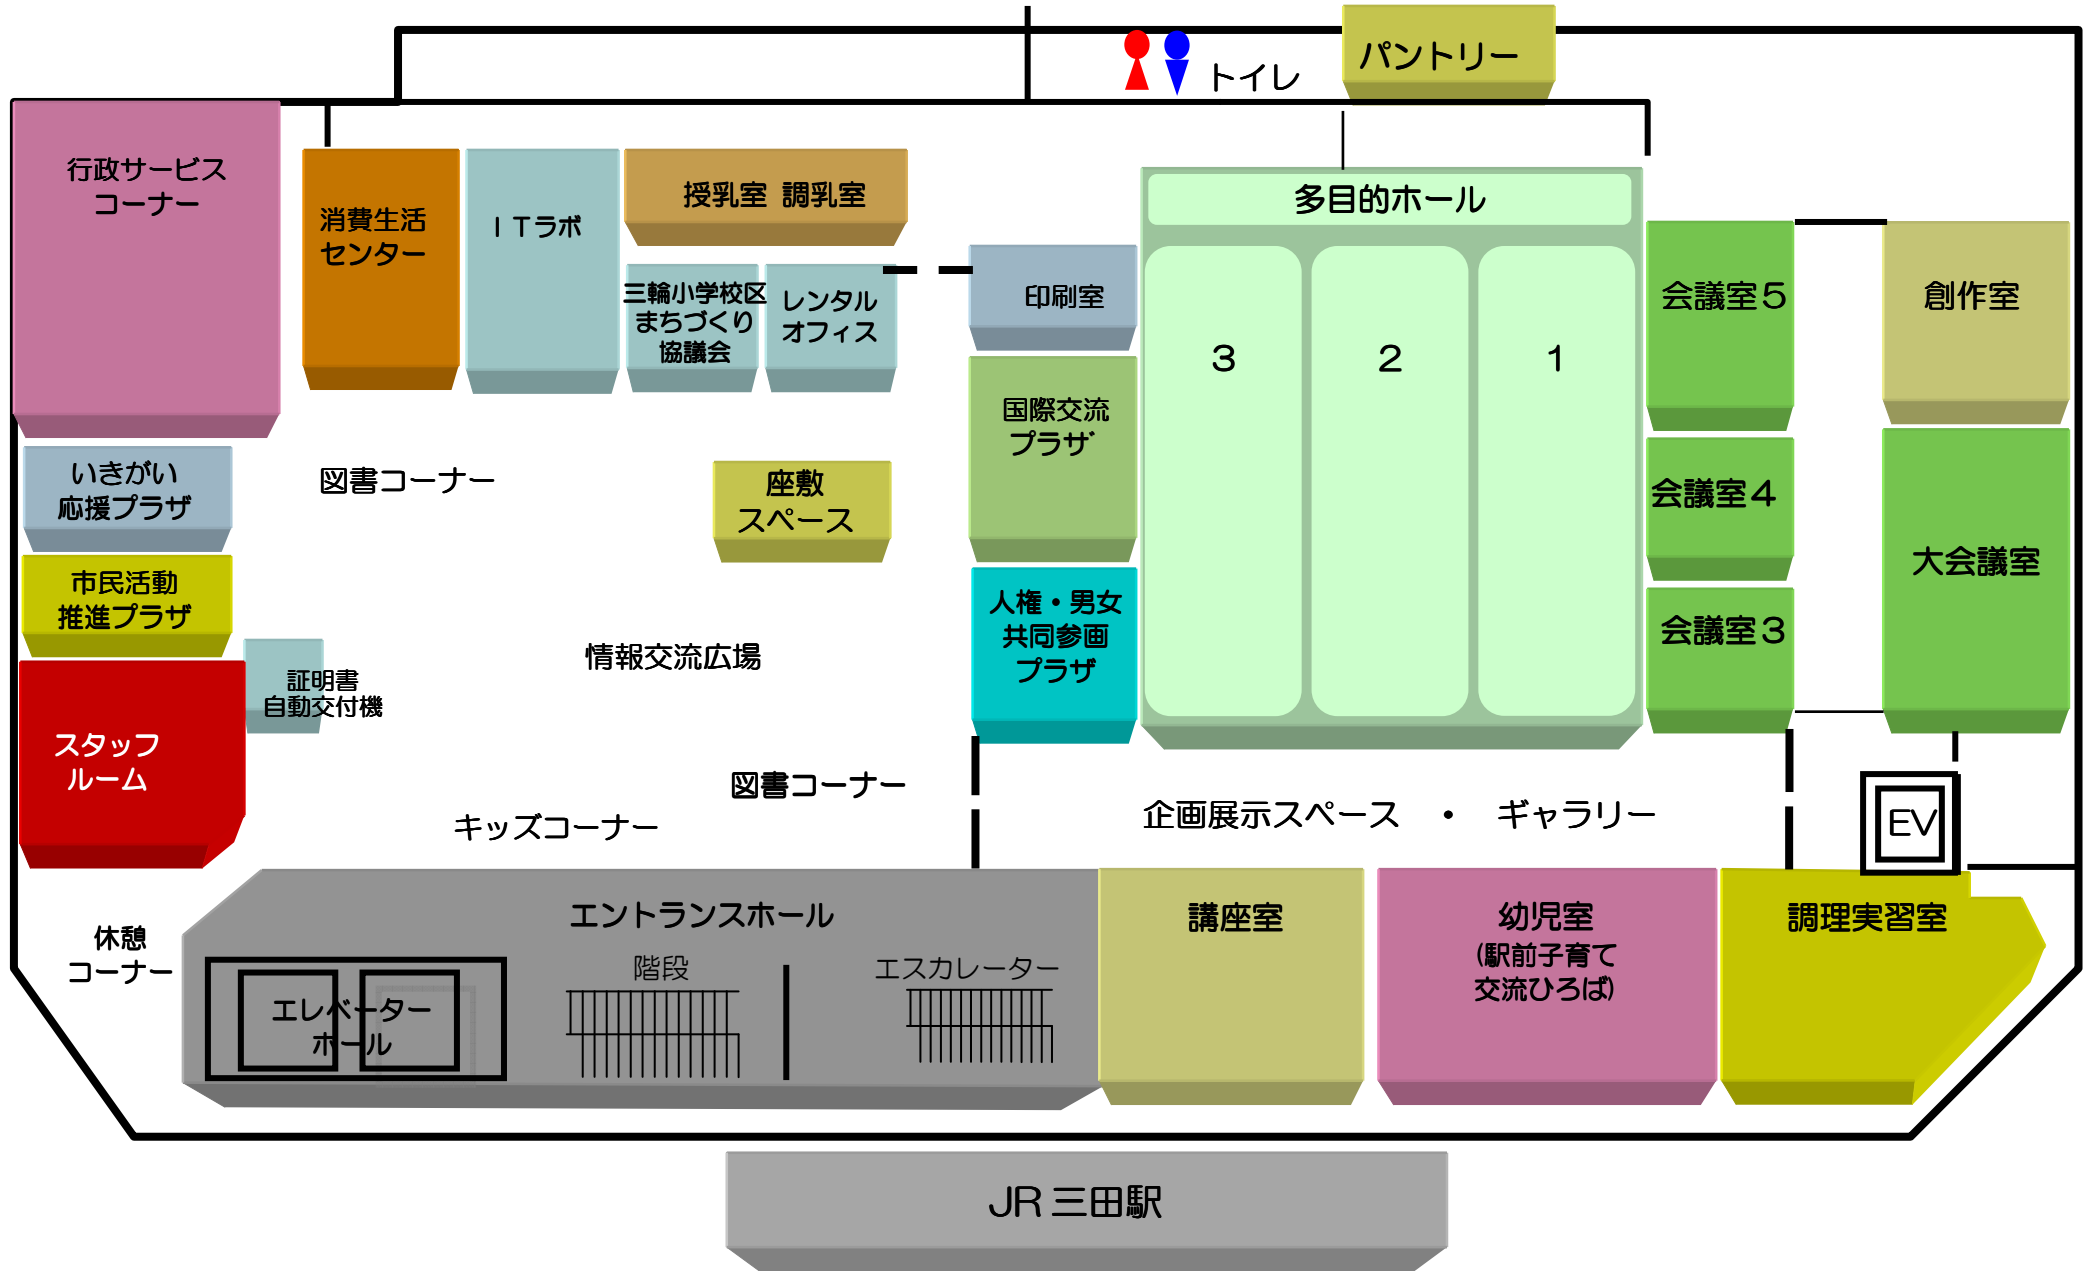 パントリー
トイレ
行政サービス
コーナー
消費生活
センター
ITラボ
授乳室 調乳室
多目的ホール
三輪小学校区
まちづくり
協議会
レンタル
オフィス
印刷室
会議室5
創作室
3
2
1
国際交流
プラザ
いきがい
応援プラザ
図書コーナー
座敷
スペース
会議室4
大会議室
市民活動
推進プラザ
人権・男女
共同参画
プラザ
会議室3
情報交流広場
証明書
自動交付機
スタッフ
ルーム
図書コーナー
キッズコーナー
企画展示スペース ・ ギャラリー
EV
エントランスホール
講座室
幼児室
(駅前子育て
交流ひろば)
調理実習室
休憩
コーナー
階段
エスカレーター
エレベーター
ホール
JR三田駅